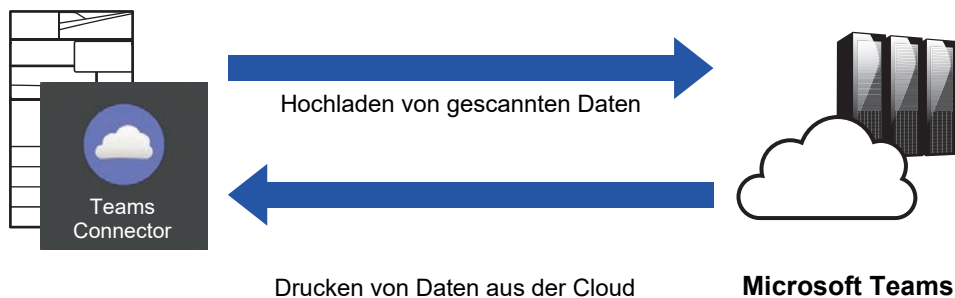 Hochladen von gescannten Daten
Teams
Connector
Drucken von Daten aus der Cloud
Microsoft Teams